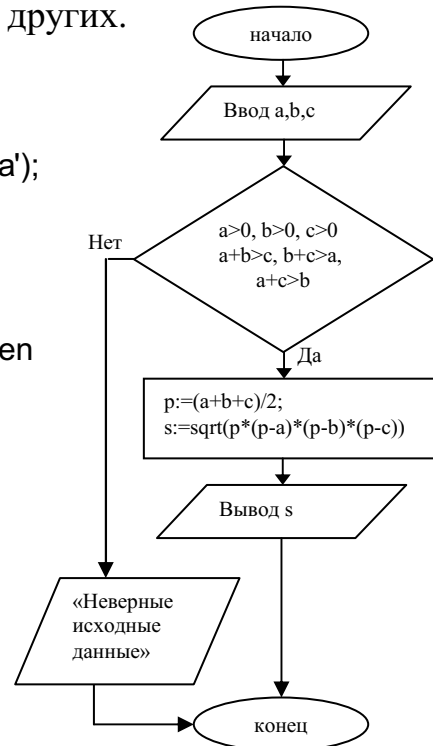 других.
начало
Ввод a,b,c
a');
a>0, b>0, c>0
a+b>c, b+c>a,
a+c>b
Нет
en
Да
p:=(a+b+c)/2;
s:=sqrt(p*(p-a)*(p-b)*(p-c))
Вывод s
«Неверные
исходные
данные»
конец